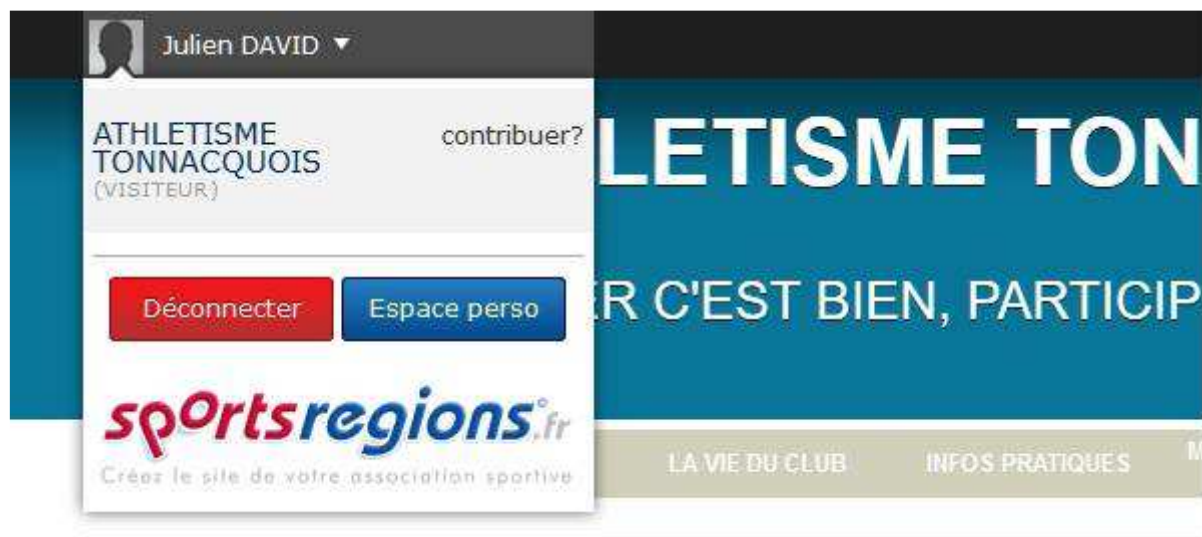 Julien DAVID
ATHLETISME
TONNACQUOIS
(VISITEUR)
contribuer?
Déconnecter
Espace perso
sportsregions.fr
Créez le site de votre association sportive
LETISME TON
ER C'EST BIEN, PARTICIP
LA VIE DU CLUB
INFOS PRATIQUES
M